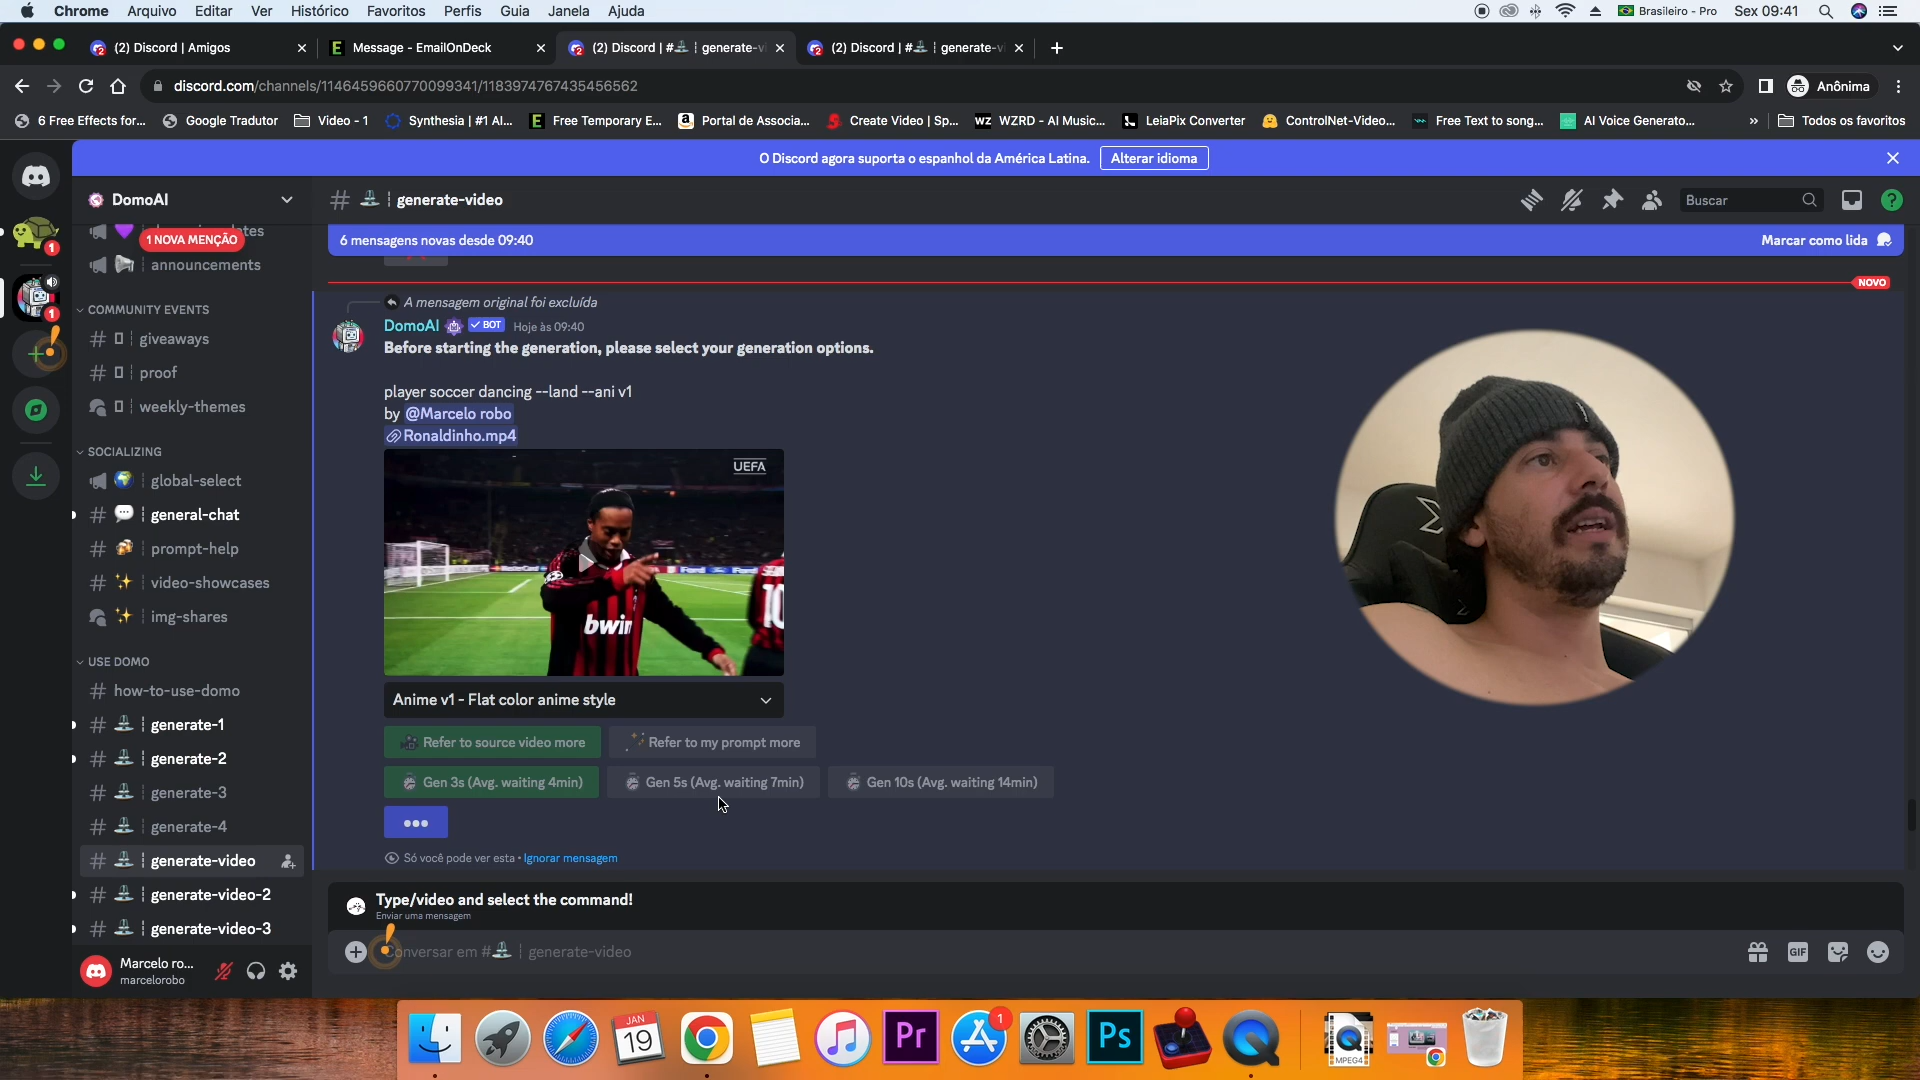 Chrome Arquivo Editar Ver Histórico Favoritos Perfis Guia Janela Ajuda
Brasileiro - Pro Sex 09:41
(2) Discord | Amigos
Message - EmailOnDeck
(2) Discord | # | generate-vi
(2) Discord | # | generate-v
discord.com/channels/1146459660770099341/1183974767435456562
Anônima
6 Free Effects for...
Google Tradutor
Video - 1
Synthesia | #1 AI...
Free Temporary E...
Portal de Associa...
Create Video | Sp...
WZRD - AI Music...
LeiaPix Converter
ControlNet-Video...
Free Text to song...
AI Voice Generato...
Todos os favoritos
O Discord agora suporta o espanhol da América Latina.
Alterar idioma
DomoAI
generate-video
Buscar
1 NOVA MENÇÃO
6 mensagens novas desde 09:40
Marcar como lida
NOVO
announcements
COMMUNITY EVENTS
giveaways
proof
weekly-themes
SOCIALIZING
global-select
general-chat
prompt-help
video-showcases
img-shares
USE DOMO
how-to-use-domo
generate-1
generate-2
generate-3
generate-4
generate-video
generate-video-2
generate-video-3
Marcelo ro...
marcelorobo
A mensagem original foi excluída
DomoAI BOT Hoje às 09:40
Before starting the generation, please select your generation options.
player soccer dancing --land --ani v1
by @Marcelo robo
Ronaldinho.mp4
UEFA
bwin
10
Anime v1 - Flat color anime style
Refer to source video more
Refer to my prompt more
Gen 3s (Avg. waiting 4min)
Gen 5s (Avg. waiting 7min)
Gen 10s (Avg. waiting 14min)
Só você pode ver esta • Ignorar mensagem
Type/video and select the command!
Enviar uma mensagem
Conversar em # | generate-video
GIF
JAN
19
Pr
1
Ps
MPEG4